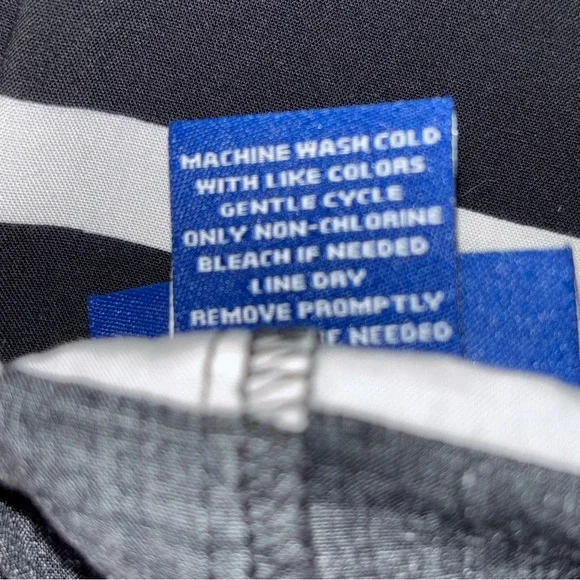 MACHINE WASH COLD
WITH LIKE COLORS
GENTLE CYCLE
ONLY NON-CHLORINE
BLEACH IF NEEDED
LINE DRY
REMOVE PROMPTLY
IF NEEDED